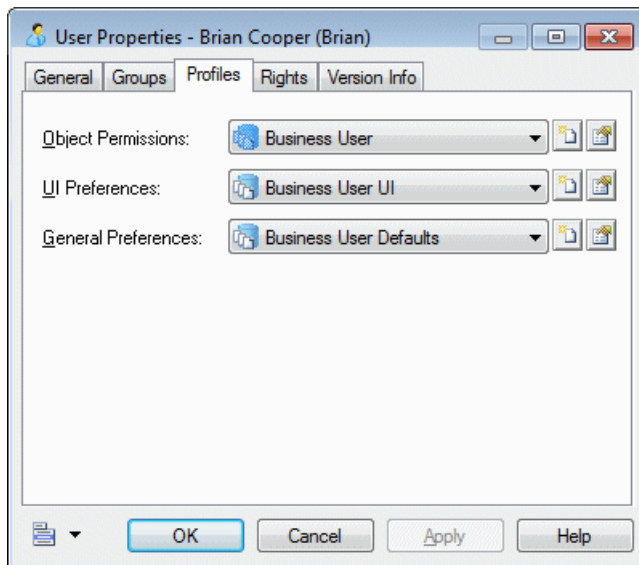 User Properties - Brian Cooper (Brian)
General Groups Profiles Rights Version Info
Object Permissions: Business User
UI Preferences: Business User UI
General Preferences: Business User Defaults
OK Cancel Apply Help